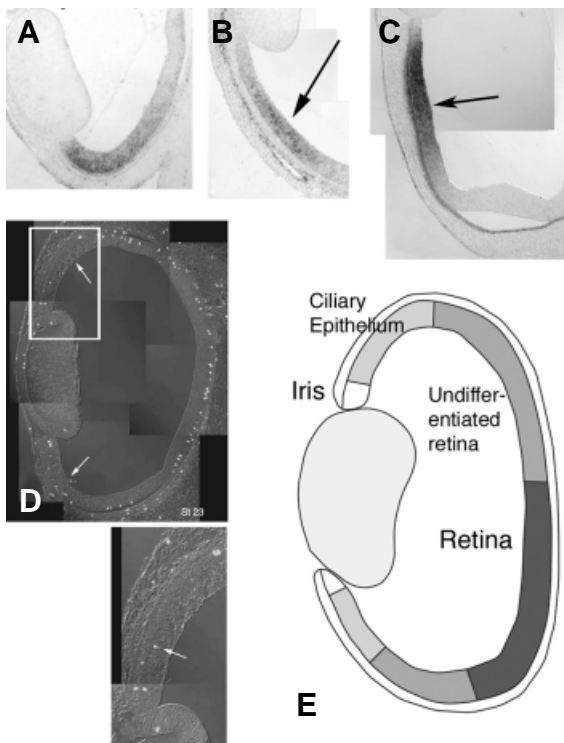 A
B
C
D
St 23
Ciliary
Epithelium
Iris
Undiffer-
entiated
retina
Retina
E